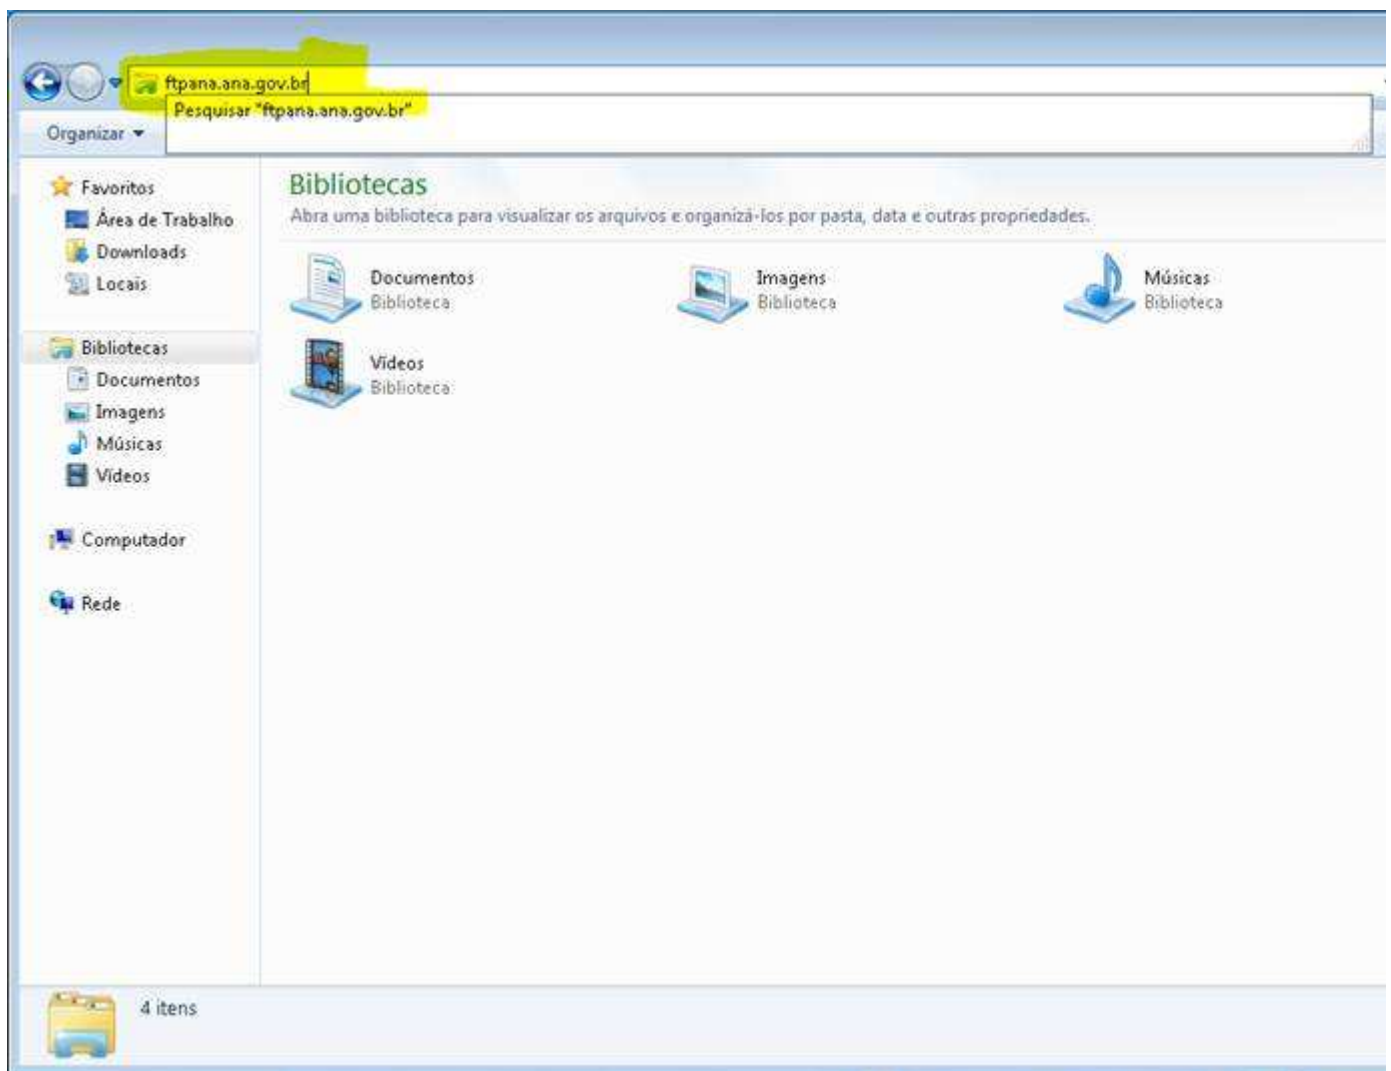 ftpana.ana.gov.br
Pesquisar "ftpana.ana.gov.br"
Organizar
Favoritos
Área de Trabalho
Downloads
Locais
Bibliotecas
Documentos
Imagens
Músicas
Vídeos
Computador
Rede
Bibliotecas
Abra uma biblioteca para visualizar os arquivos e organizá-los por pasta, data e outras propriedades.
Documentos
Biblioteca
Imagens
Biblioteca
Músicas
Biblioteca
Vídeos
Biblioteca
4 itens